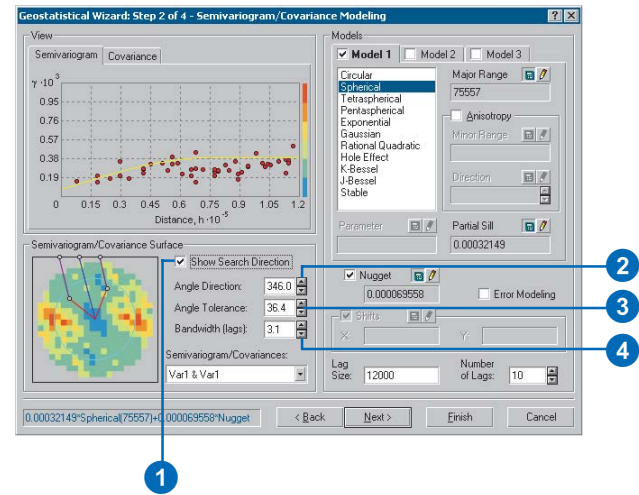 Geostatistical Wizard: Step 2 of 4 - Semivariogram/Covariance Modeling
View
Semivariogram Covariance
γ·10 3
0.95
0.76
0.57
0.38
0.19
0 0.15 0.3 0.45 0.6 0.75 0.9 1.05 1.2
Distance, h·10 -5
Semivariogram/Covariance Surface
Show Search Direction
Angle Direction: 346.0
Angle Tolerance: 36.4
Bandwidth (lags): 3.1
Semivariogram/Covariances:
Var1 & Var1
Models
Model 1 Model 2 Model 3
Circular
Spherical
Tetraspherical
Pentaspherical
Exponential
Gaussian
Rational Quadratic
Hole Effect
K-Bessel
J-Bessel
Stable
Major Range
75557
Anisotropy
Minor Range
Direction
Parameter
Partial Sill
0.00032149
Nugget
0.000069558
Error Modeling
Shifts
X: Y:
Lag Size: 12000
Number of Lags: 10
0.00032149*Spherical(75557)+0.000069558*Nugget
< Back Next > Finish Cancel
1
2
3
4